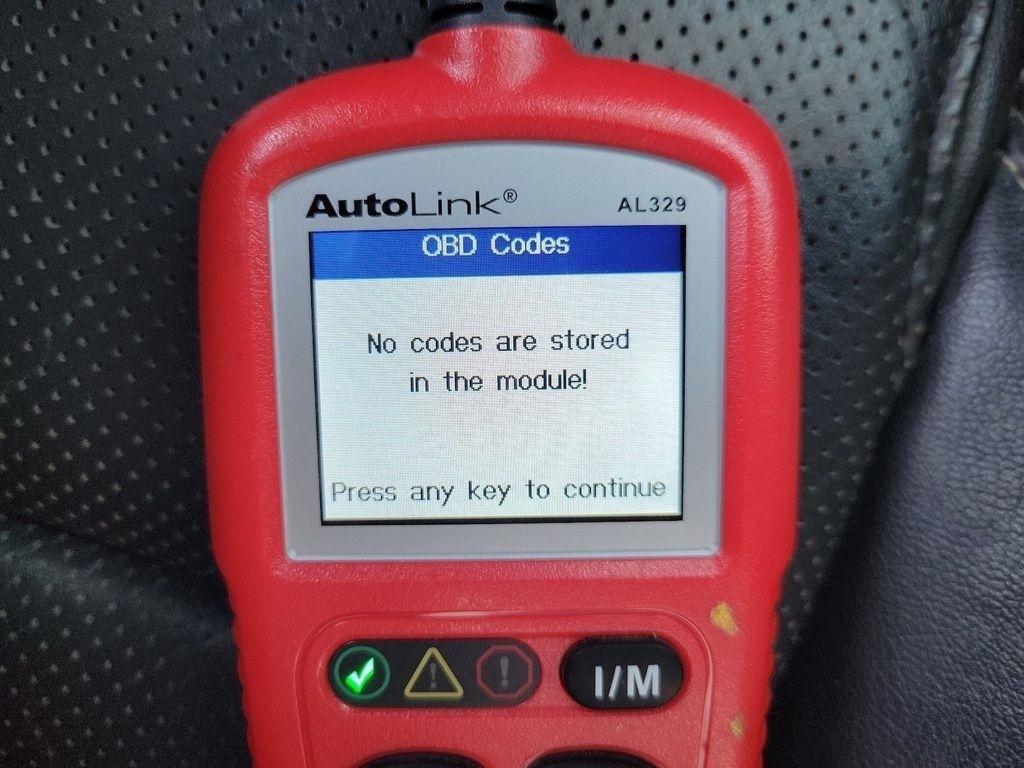 AutoLink® AL329
OBD Codes
No codes are stored
in the module!
Press any key to continue
I/M